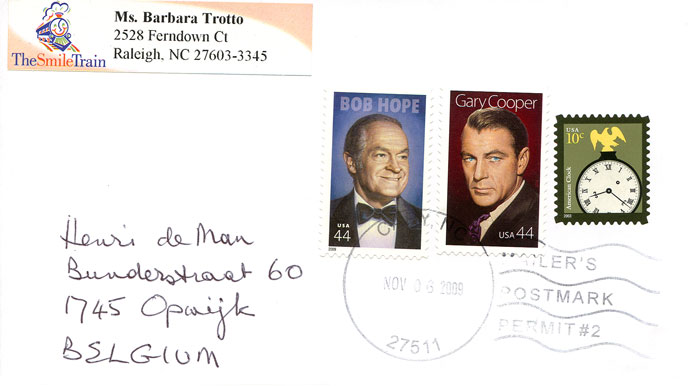 Ms. Barbara Trotto
2528 Ferndown Ct
Raleigh, NC 27603-3345
TheSmileTrain
BOB HOPE
USA
44
2009
Gary Cooper
USA 44
USA
10c
American Clock
Henri de Man
Bunderstraat 60
1745 Opwijk
BELGIUM
NOV 06 2009
27511
MAILER'S
POSTMARK
PERMIT #2